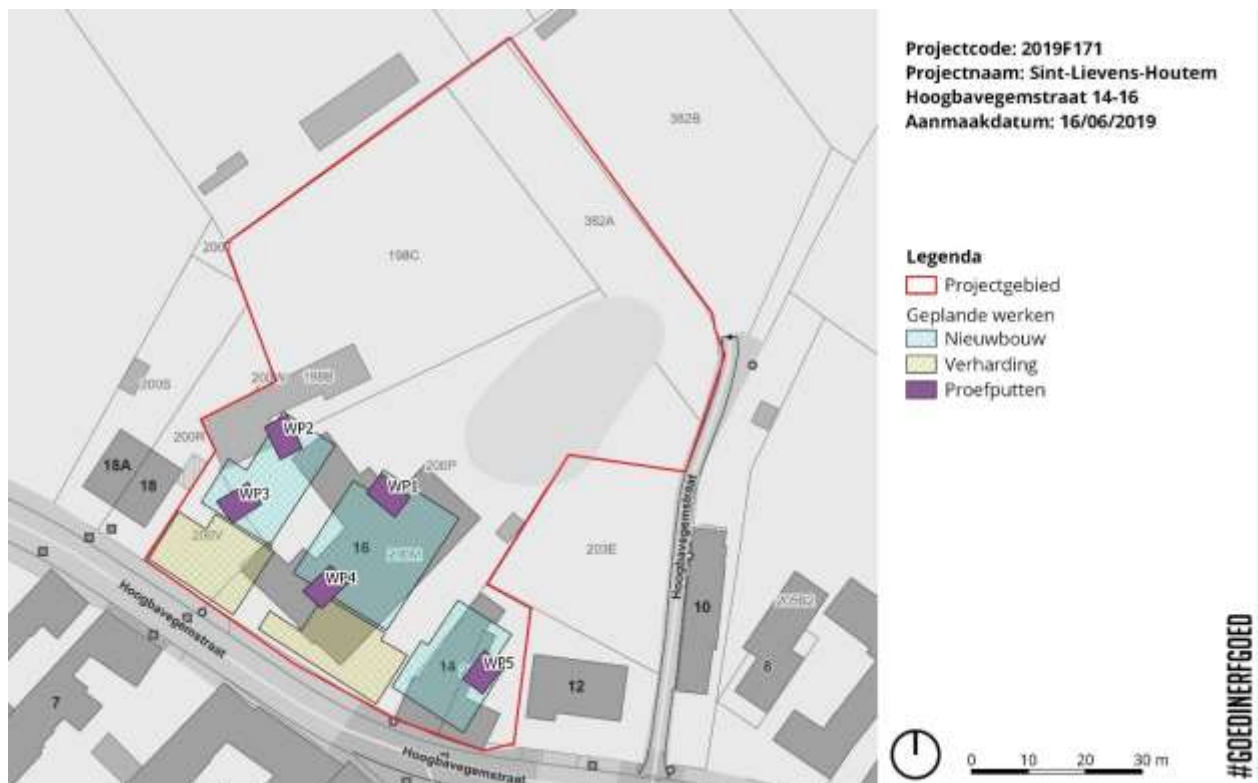 Projectcode: 2019F171
Projectnaam: Sint-Lievens-Houtem
Hoogbavegemstraat 14-16
Aanmaakdatum: 16/06/2019
Legenda
Projectgebied
Geplande werken
Nieuwbouw
Verharding
Proefputten
382B
382A
198C
198B
200S
200R
18A
18
WP2
WP3
WP1
200P
16
WP4
203E
Hoogbavegemstraat
10
8
14
WP5
12
7
Hoogbavegemstraat
Hoogbavegemstraat
0 10 20 30 m
#GOEDINERFGOED